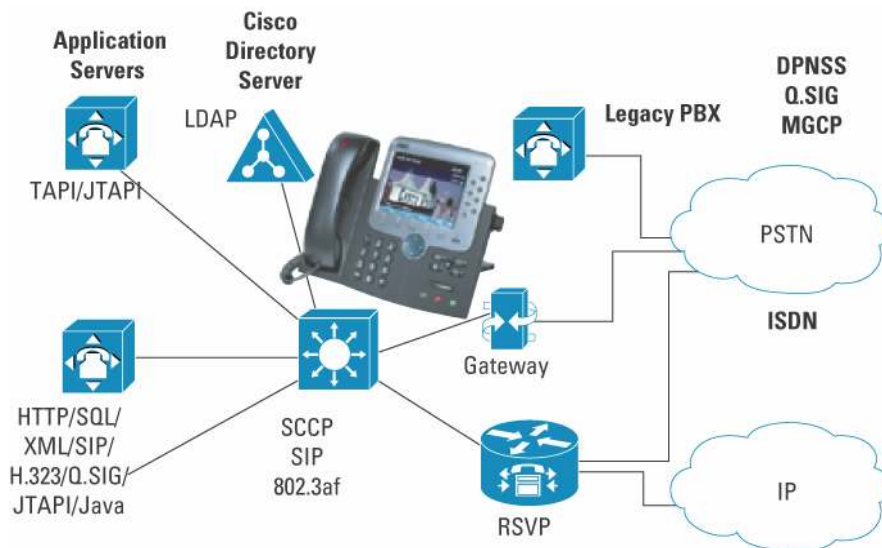 Application
Servers
Cisco
Directory
Server
LDAP
TAPI/JTAPI
Legacy PBX
DPNSS
Q.SIG
MGCP
PSTN
ISDN
Gateway
HTTP/SQL/
XML/SIP/
H.323/Q.SIG/
JTAPI/Java
SCCP
SIP
802.3af
RSVP
IP